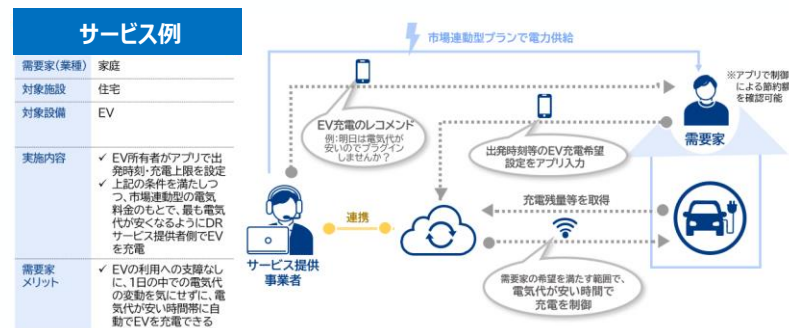 サービス例
需要家(業種) 家庭
対象施設 住宅
対象設備 EV
実施内容
✓ EV所有者がアプリで出
発時刻・充電上限を設定
✓ 上記の条件を満たしつ
つ、市場連動型の電気
料金のもとで、最も電気
代が安くなるようにDR
サービス提供者側でEV
を充電
需要家
メリット
✓ EVの利用への支障なし
に、1日の中での電気代
の変動を気にせずに、電
気代が安い時間帯に自
動でEVを充電できる
市場連動型プランで電力供給
※アプリで制御
による節約額
を確認可能
需要家
EV充電のレコメンド
例:明日は電気代が
安いのでプラグイン
しませんか?
出発時刻等のEV充電希望
設定をアプリ入力
充電残量等を取得
連携
サービス提供
事業者
需要家の希望を満たす範囲で、
電気代が安い時間で
充電を制御